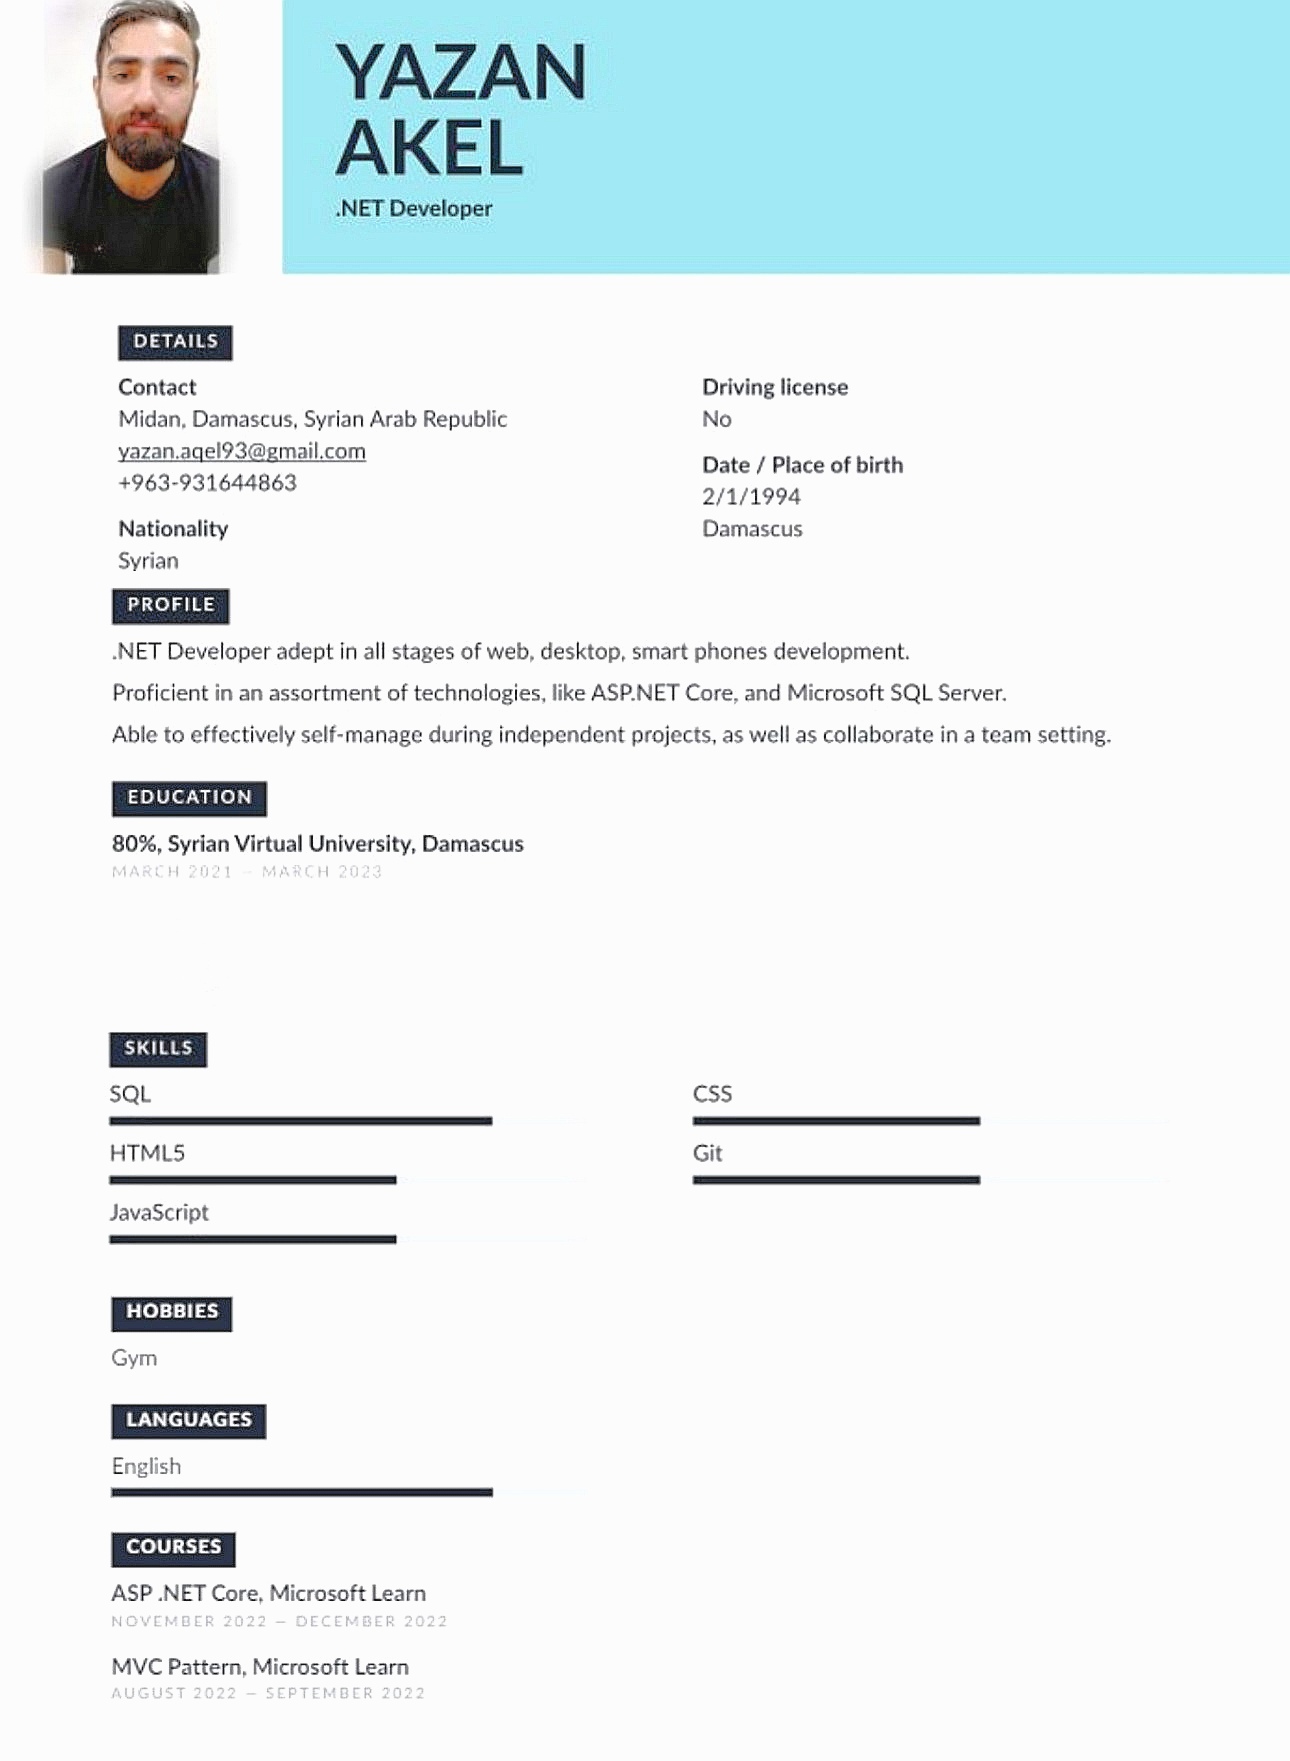 YAZAN
AKEL
.NET Developer
DETAILS
Contact
Midan, Damascus, Syrian Arab Republic
yazan.aqel93@gmail.com
+963-931644863
Nationality
Syrian
Driving license
No
Date / Place of birth
2/1/1994
Damascus
PROFILE
.NET Developer adept in all stages of web, desktop, smart phones development.
Proficient in an assortment of technologies, like ASP.NET Core, and Microsoft SQL Server.
Able to effectively self-manage during independent projects, as well as collaborate in a team setting.
EDUCATION
80%, Syrian Virtual University, Damascus
MARCH 2021 — MARCH 2023
SKILLS
SQL
HTML5
JavaScript
CSS
Git
HOBBIES
Gym
LANGUAGES
English
COURSES
ASP .NET Core, Microsoft Learn
NOVEMBER 2022 — DECEMBER 2022
MVC Pattern, Microsoft Learn
AUGUST 2022 — SEPTEMBER 2022